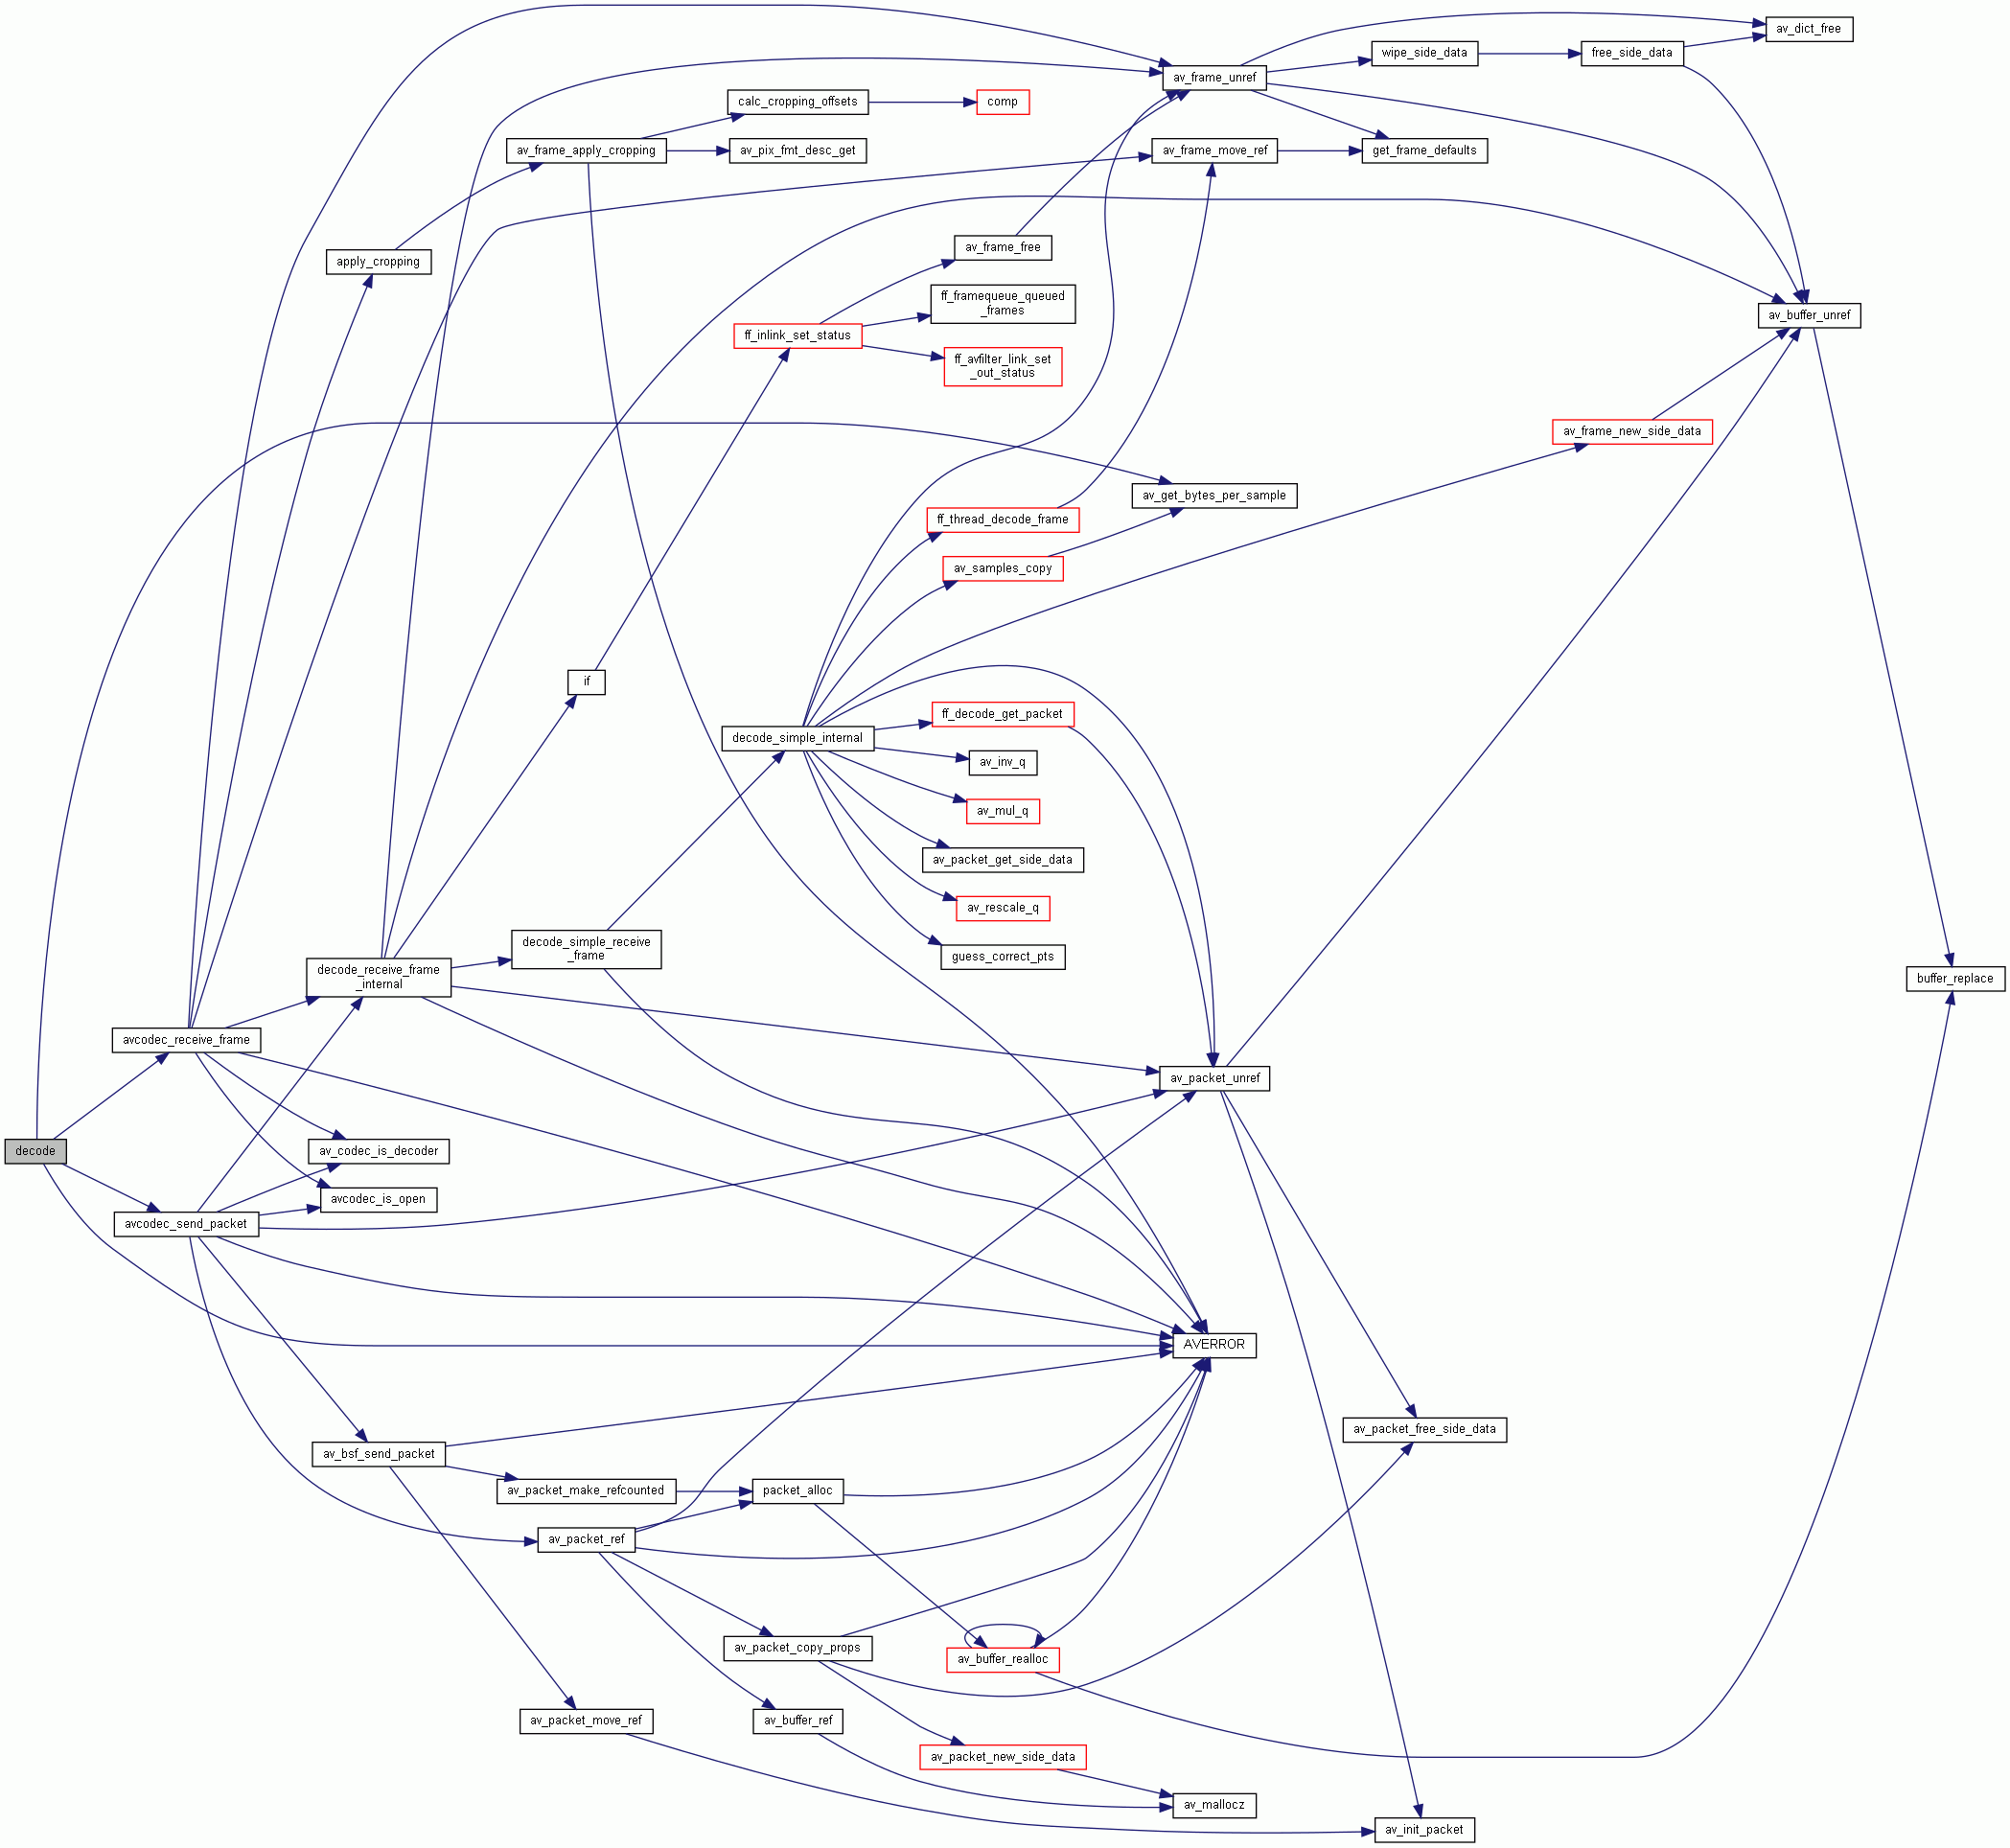 av_dict_free
wipe_side_data
free_side_data
av_frame_unref
calc_cropping_offsets
comp
av_frame_apply_cropping
av_pix_fmt_desc_get
av_frame_move_ref
get_frame_defaults
apply_cropping
av_frame_free
ff_framequeue_queued
_frames
av_buffer_unref
ff_inlink_set_status
ff_avfilter_link_set
_out_status
av_frame_new_side_data
av_get_bytes_per_sample
ff_thread_decode_frame
av_samples_copy
if
ff_decode_get_packet
decode_simple_internal
av_inv_q
av_mul_q
av_packet_get_side_data
av_rescale_q
decode_simple_receive
_frame
guess_correct_pts
decode_receive_frame
_internal
buffer_replace
avcodec_receive_frame
av_packet_unref
decode
av_codec_is_decoder
avcodec_is_open
avcodec_send_packet
AVERROR
av_packet_free_side_data
av_bsf_send_packet
av_packet_make_refcounted
packet_alloc
av_packet_ref
av_packet_copy_props
av_buffer_realloc
av_packet_move_ref
av_buffer_ref
av_packet_new_side_data
av_mallocz
av_init_packet